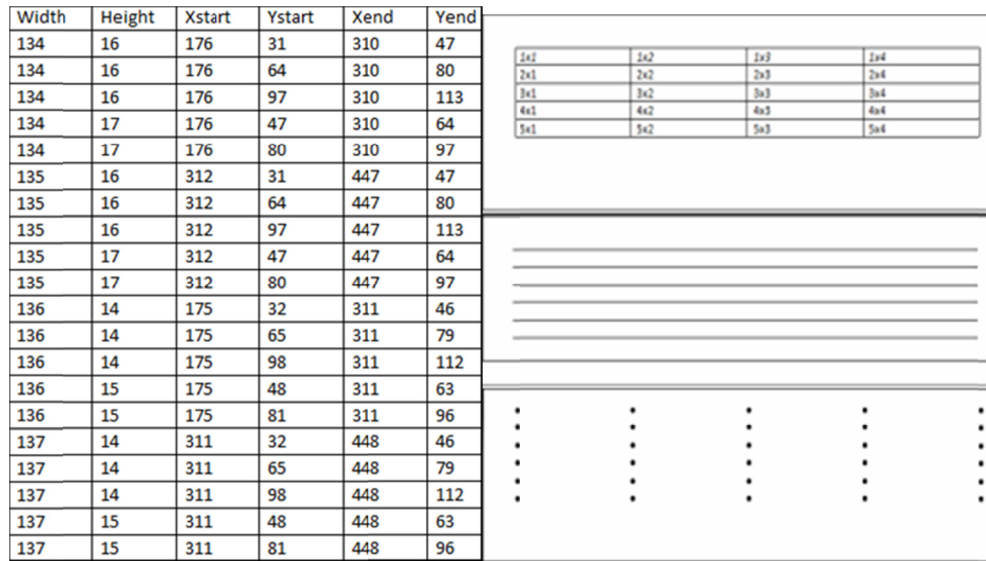 Width Height Xstart Ystart Xend Yend
134 16 176 31 310 47
134 16 176 64 310 80
134 16 176 97 310 113
134 17 176 47 310 64
134 17 176 80 310 97
135 16 312 31 447 47
135 16 312 64 447 80
135 16 312 97 447 113
135 17 312 47 447 64
135 17 312 80 447 97
136 14 175 32 311 46
136 14 175 65 311 79
136 14 175 98 311 112
136 15 175 48 311 63
136 15 175 81 311 96
137 14 311 32 448 46
137 14 311 65 448 79
137 14 311 98 448 112
137 15 311 48 448 63
137 15 311 81 448 96
1x1 1x2 1x3 1x4
2x1 2x2 2x3 2x4
3x1 3x2 3x3 3x4
4x1 4x2 4x3 4x4
5x1 5x2 5x3 5x4